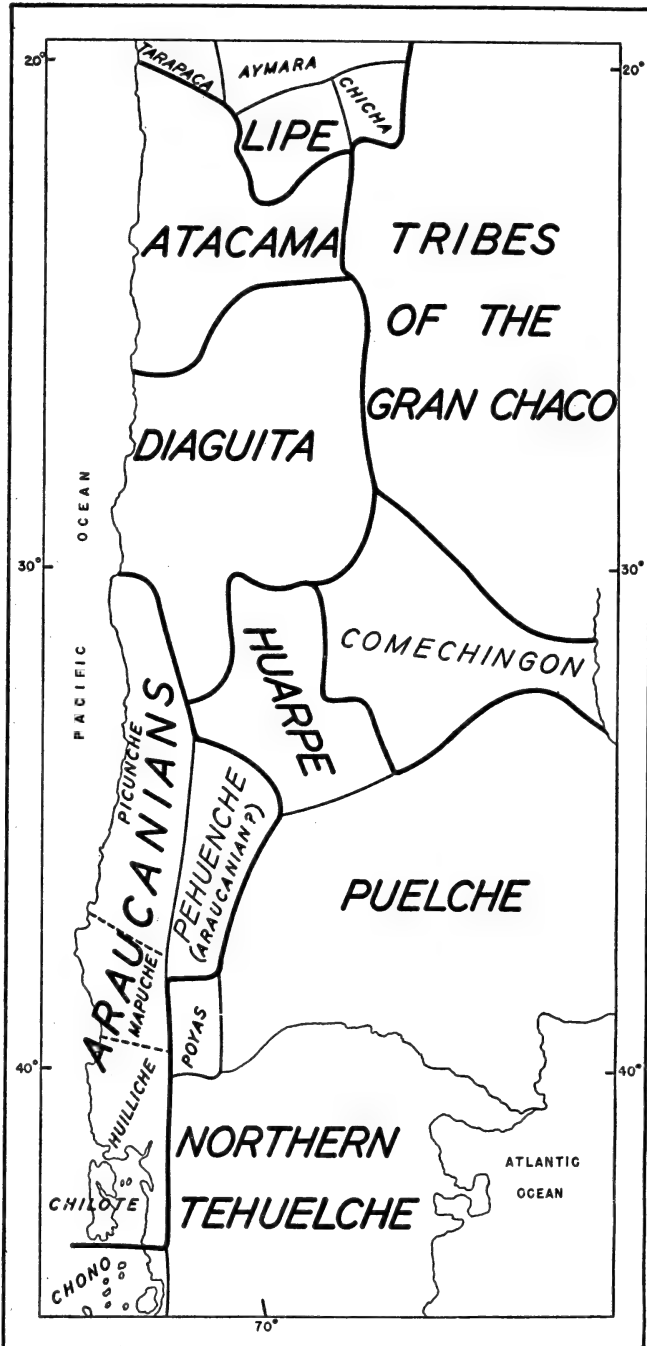 20°
20°
TARAPACA
AYMARA
CHICHA
LIPE
ATACAMA
TRIBES
OF THE
GRAN CHACO
DIAGUITA
PACIFIC OCEAN
30°
30°
COMECHINGON
HUARPE
ARAUCANIANS
PICUNCHE
PEHUENCHE
(ARAUCANIAN?)
PUELCHE
MAPUCHE
POYAS
40°
40°
HUILLICHE
NORTHERN
TEHUELCHE
ATLANTIC
OCEAN
CHILOTE
CHONO
70°